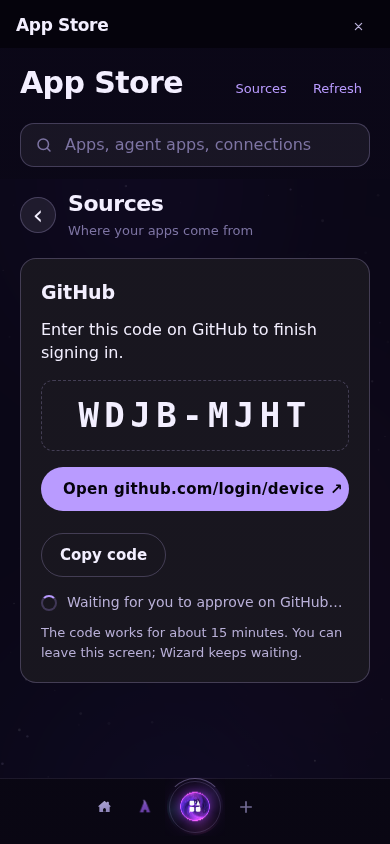 App Store
×
App Store
Sources
Refresh
Apps, agent apps, connections
Sources
Where your apps come from
GitHub
Enter this code on GitHub to finish
signing in.
WDJB-MJHT
Open github.com/login/device ↗
Copy code
Waiting for you to approve on GitHub…
The code works for about 15 minutes. You can
leave this screen; Wizard keeps waiting.